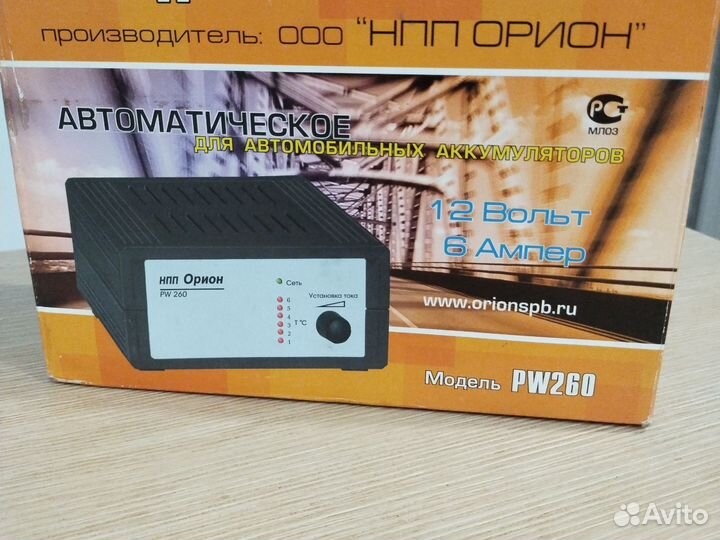 производитель: ООО "НПП ОРИОН"
АВТОМАТИЧЕСКОЕ
ДЛЯ АВТОМОБИЛЬНЫХ АККУМУЛЯТОРОВ
РСТ
МЛ03
12 Вольт
6 Ампер
www.orionspb.ru
НПП Орион
PW 260
Сеть
Установка тока
6
5
4
3
2
1
T°C
Модель PW260
Avito